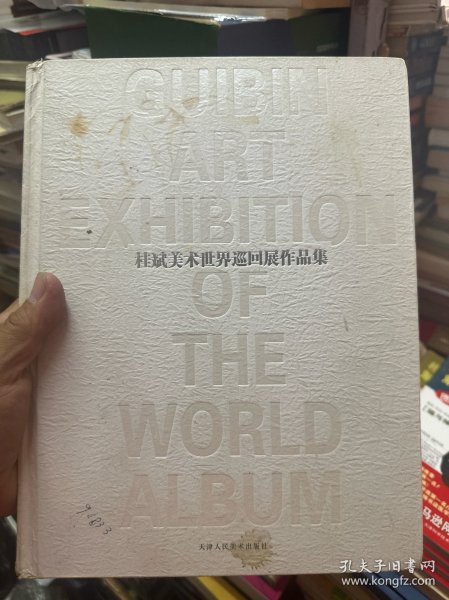 GUIBIN
ART
EXHIBITION
桂斌美术世界巡回展作品集
OF
THE
WORLD
ALBUM
天津人民美术出版社
孔夫子旧书网
www.kongfz.com